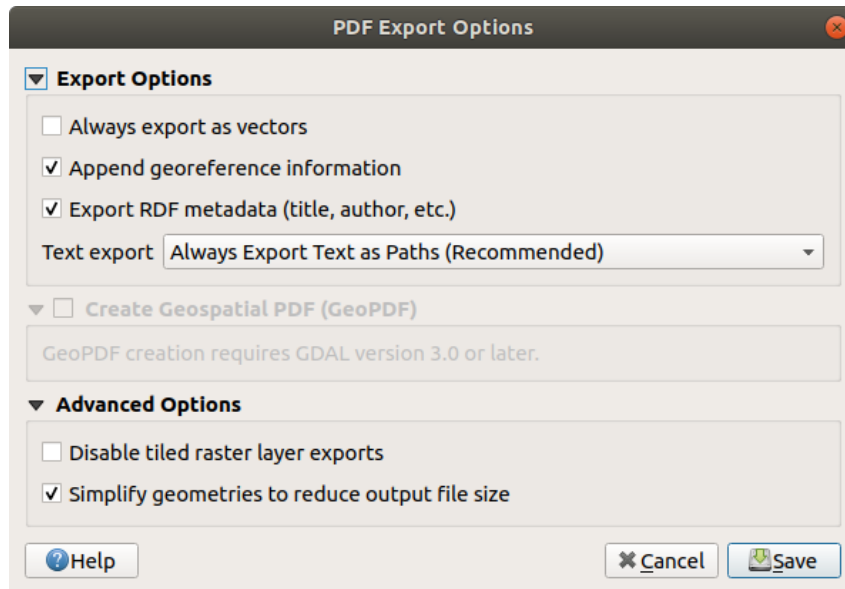 PDF Export Options
Export Options
Always export as vectors
Append georeference information
Export RDF metadata (title, author, etc.)
Text export Always Export Text as Paths (Recommended)
Create Geospatial PDF (GeoPDF)
GeoPDF creation requires GDAL version 3.0 or later.
Advanced Options
Disable tiled raster layer exports
Simplify geometries to reduce output file size
Help Cancel Save